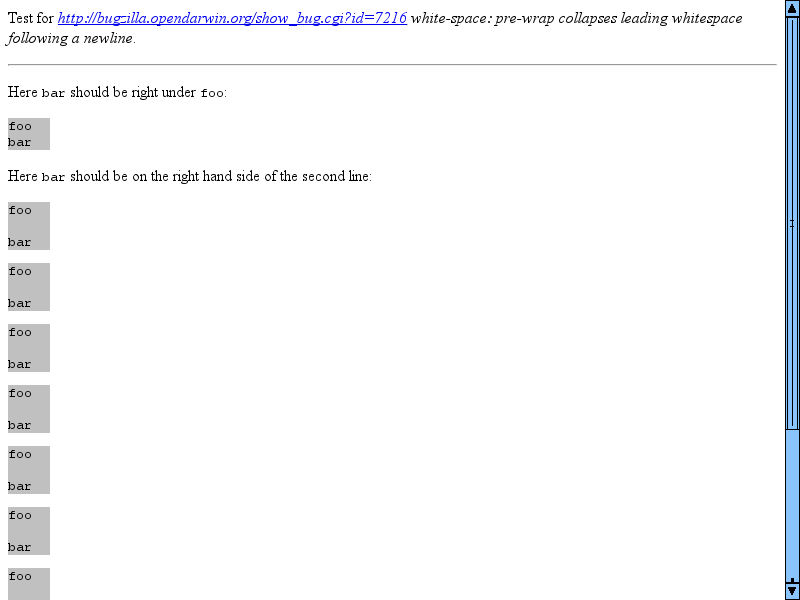 Test for http://bugzilla.opendarwin.org/show_bug.cgi?id=7216 white-space: pre-wrap collapses leading whitespace
following a newline.
Here bar should be right under foo:
foo
bar
Here bar should be on the right hand side of the second line:
foo
bar
foo
bar
foo
bar
foo
bar
foo
bar
foo
bar
foo